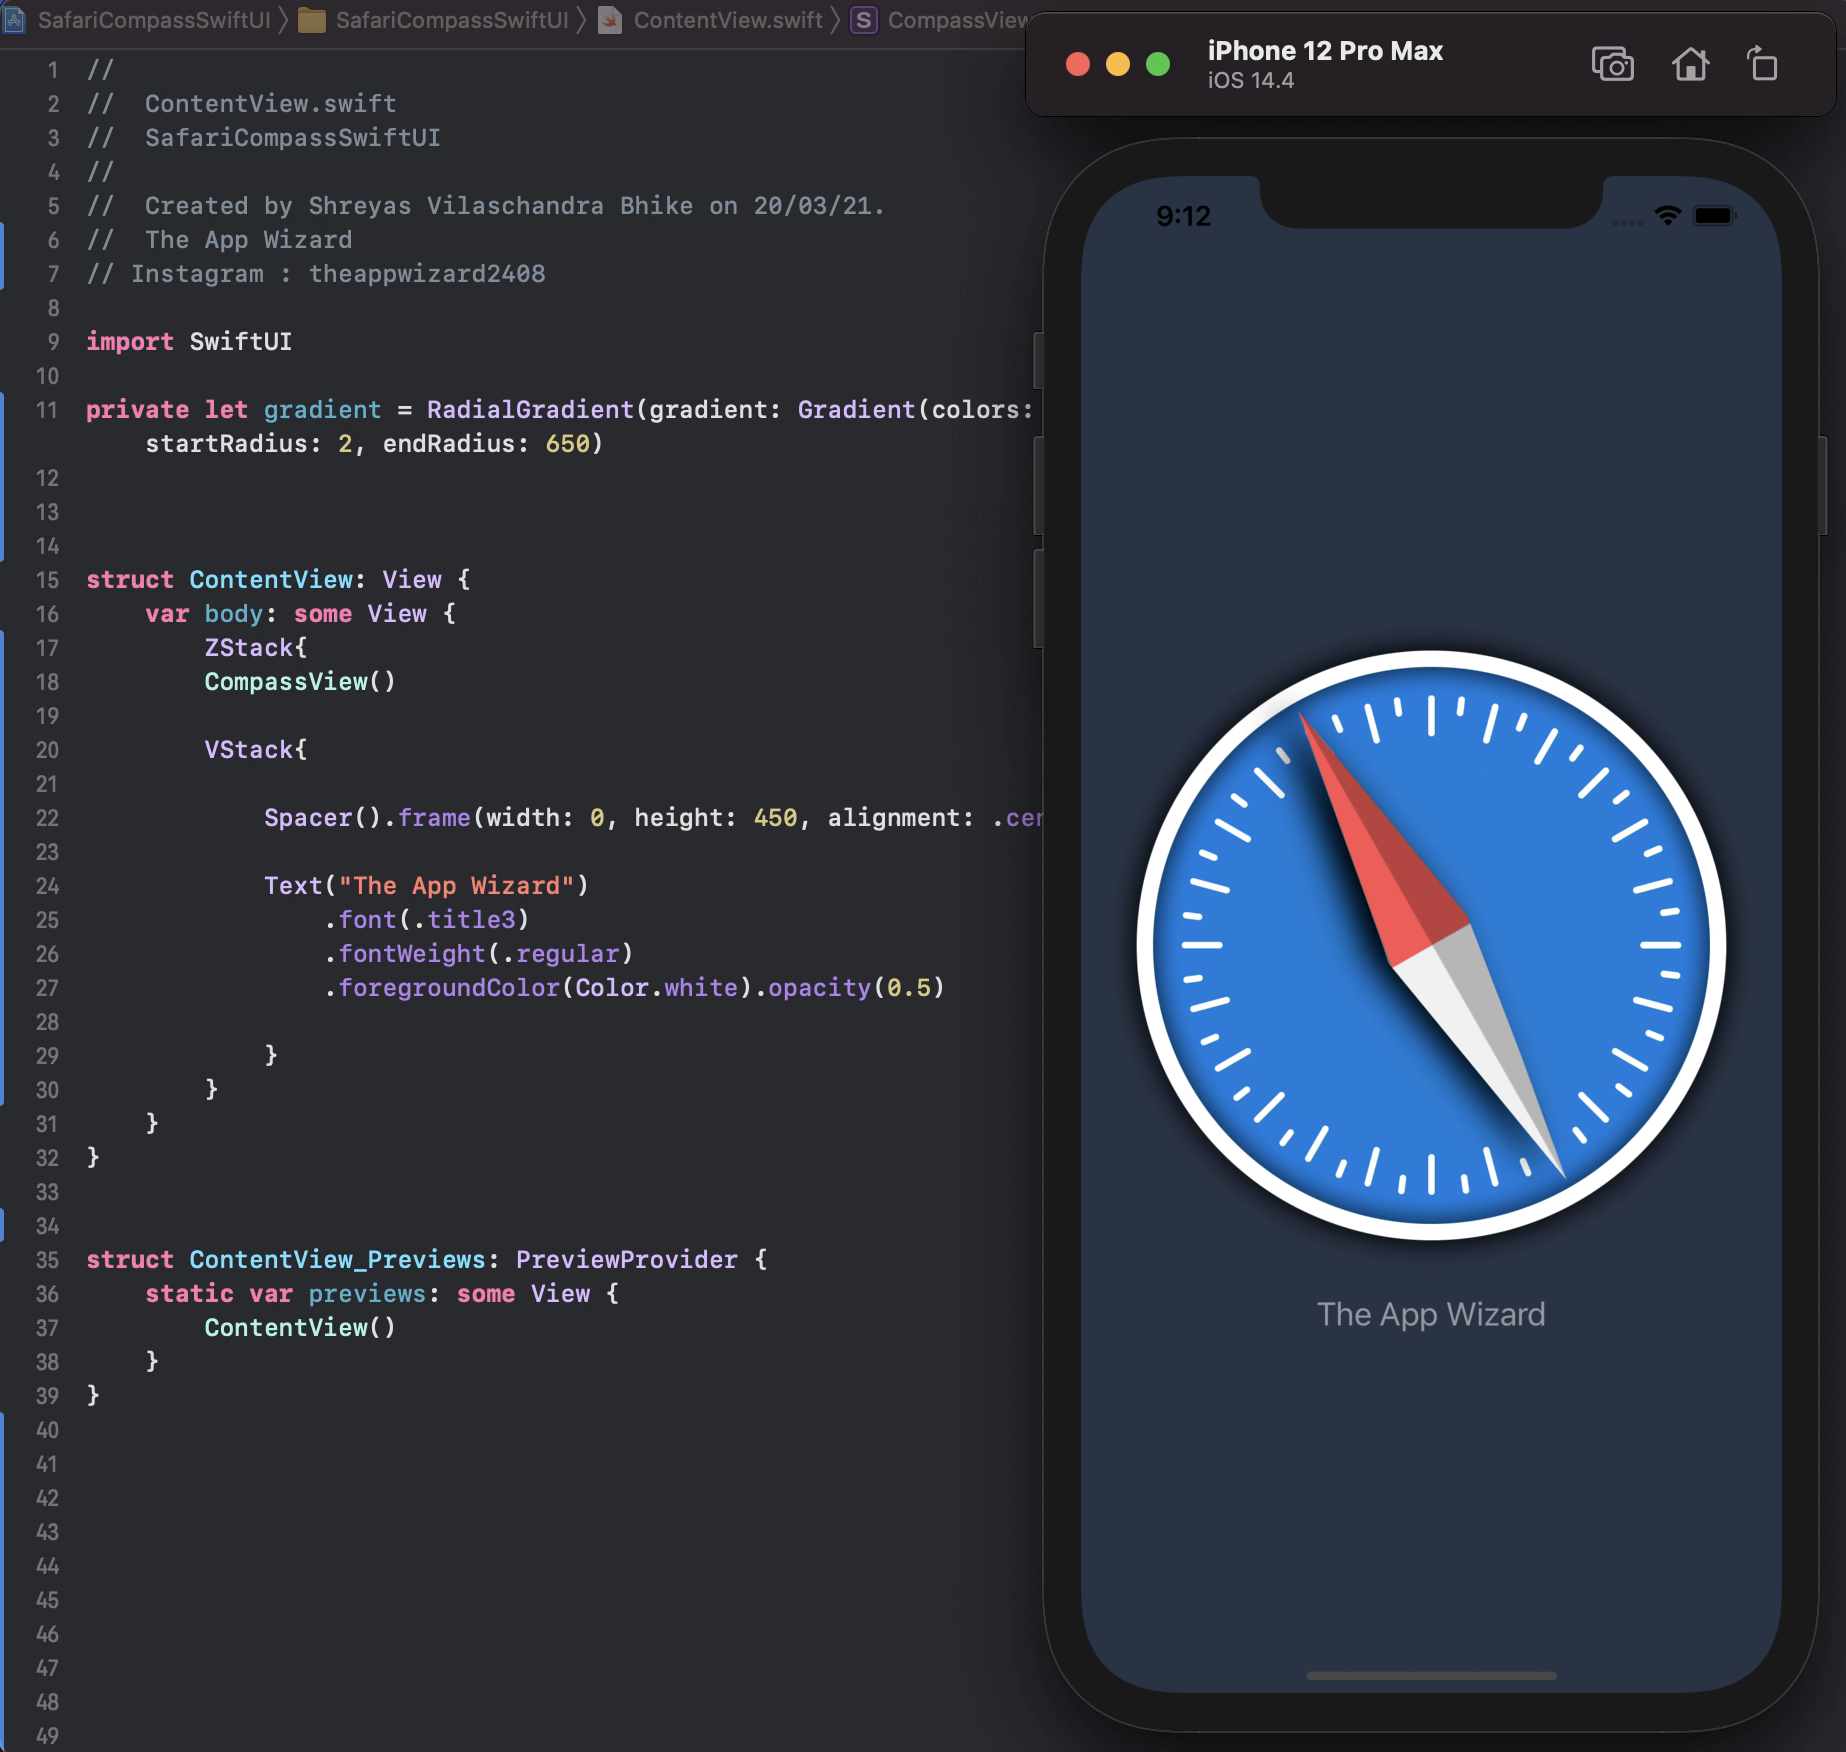 SafariCompassSwiftUI 〉 SafariCompassSwiftUI 〉 ContentView.swift 〉 S CompassView
1 //
2 //  ContentView.swift
3 //  SafariCompassSwiftUI
4 //
5 //  Created by Shreyas Vilaschandra Bhike on 20/03/21.
6 //  The App Wizard
7 // Instagram : theappwizard2408
8
9 import SwiftUI
10
11 private let gradient = RadialGradient(gradient: Gradient(colors:
startRadius: 2, endRadius: 650)
12
13
14
15 struct ContentView: View {
16     var body: some View {
17         ZStack{
18         CompassView()
19
20         VStack{
21
22             Spacer().frame(width: 0, height: 450, alignment: .cen
23
24             Text("The App Wizard")
25                 .font(.title3)
26                 .fontWeight(.regular)
27                 .foregroundColor(Color.white).opacity(0.5)
28
29             }
30         }
31     }
32 }
33
34
35 struct ContentView_Previews: PreviewProvider {
36     static var previews: some View {
37         ContentView()
38     }
39 }
40
41
42
43
44
45
46
47
48
49
iPhone 12 Pro Max
iOS 14.4
9:12
The App Wizard